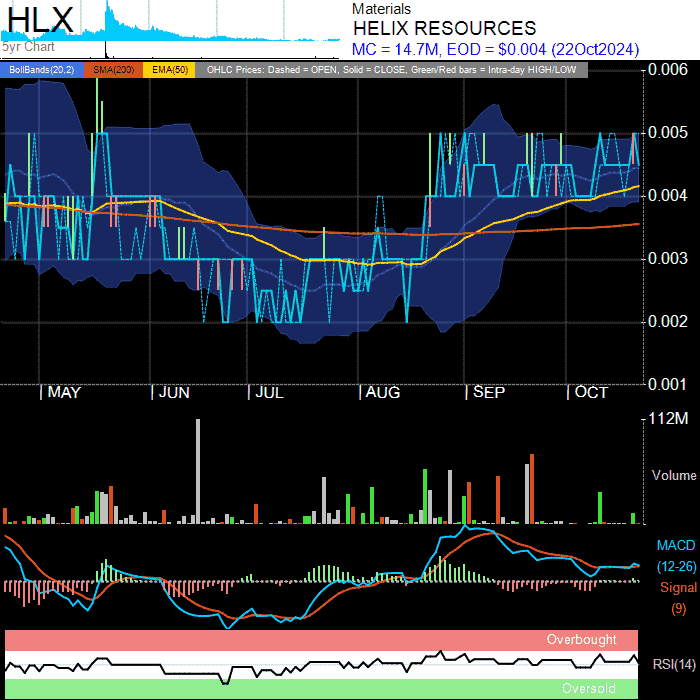 HLX
5yr Chart
Materials
HELIX RESOURCES
MC = 14.7M, EOD = $0.004 (22Oct2024)
BollBands(20,2) SMA(200) EMA(50) OHLC Prices: Dashed = OPEN, Solid = CLOSE, Green/Red bars = Intra-day HIGH/LOW
0.006
0.005
0.004
0.003
0.002
0.001
MAY JUN JUL AUG SEP OCT
112M
Volume
MACD
(12-26)
Signal
(9)
Overbought
RSI(14)
Oversold